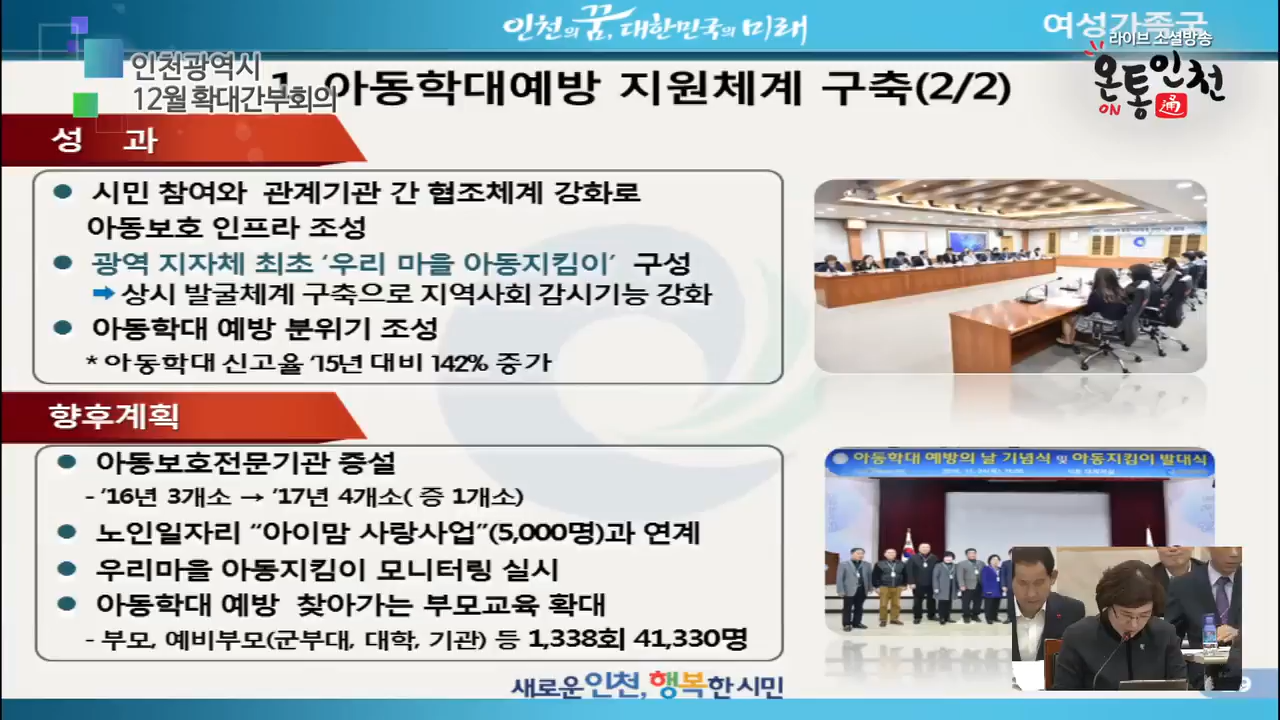 인천의 꿈, 대한민국의 미래
여성가족국
라이브 소셜방송
온통인천
ON 通
인천광역시
12월 확대간부회의
1. 아동학대예방 지원체계 구축(2/2)
성 과
● 시민 참여와 관계기관 간 협조체계 강화로
아동보호 인프라 조성
● 광역 지자체 최초 ‘우리 마을 아동지킴이’ 구성
➡ 상시 발굴체계 구축으로 지역사회 감시기능 강화
● 아동학대 예방 분위기 조성
* 아동학대 신고율 ‘15년 대비 142% 증가
향후계획
● 아동보호전문기관 증설
- ‘16년 3개소 → ‘17년 4개소( 증 1개소)
● 노인일자리 “아이맘 사랑사업”(5,000명)과 연계
● 우리마을 아동지킴이 모니터링 실시
● 아동학대 예방 찾아가는 부모교육 확대
- 부모, 예비부모(군부대, 대학, 기관) 등 1,338회 41,330명
아동학대 예방의 날 기념식 및 아동지킴이 발대식
새로운 인천, 행복한 시민